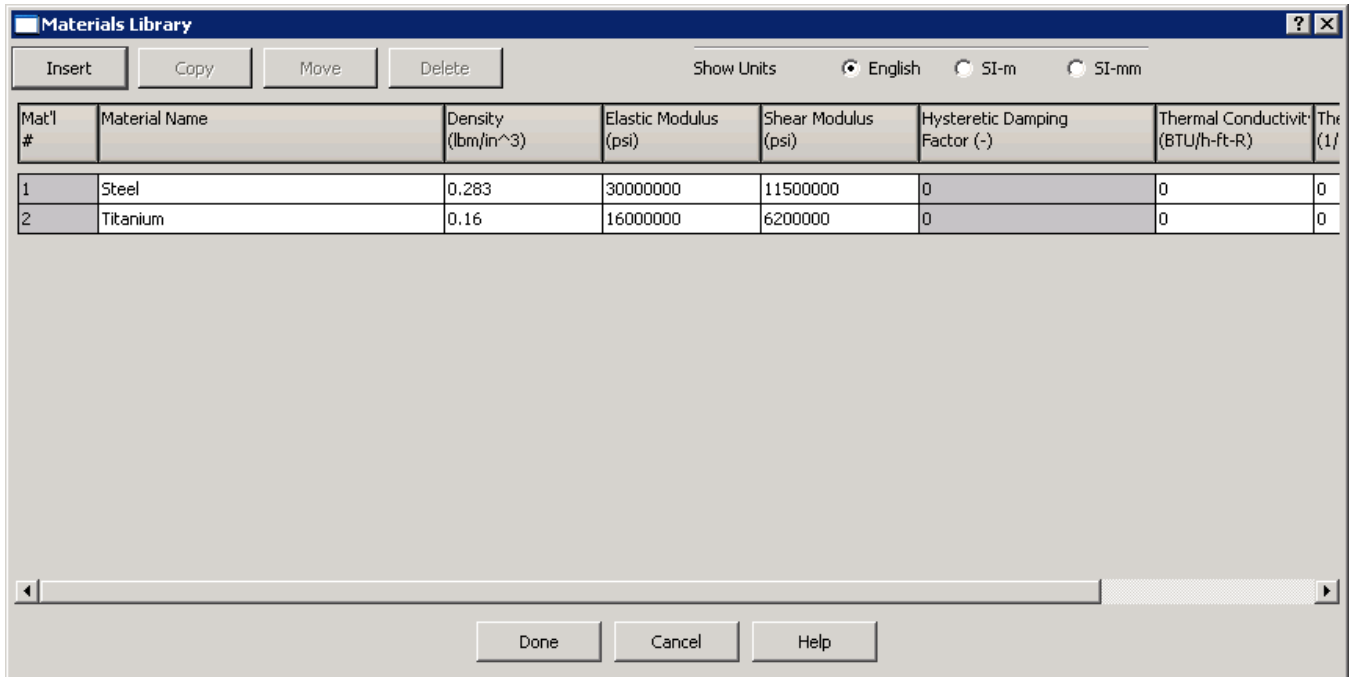 Materials Library
Insert Copy Move Delete Show Units English SI-m SI-mm
Mat'l Material Name Density Elastic Modulus Shear Modulus Hysteretic Damping Thermal Conductivit The
# (lbm/in^3) (psi) (psi) Factor (-) (BTU/h-ft-R) (1/
1 Steel 0.283 30000000 11500000 0 0 0
2 Titanium 0.16 16000000 6200000 0 0 0
Done Cancel Help